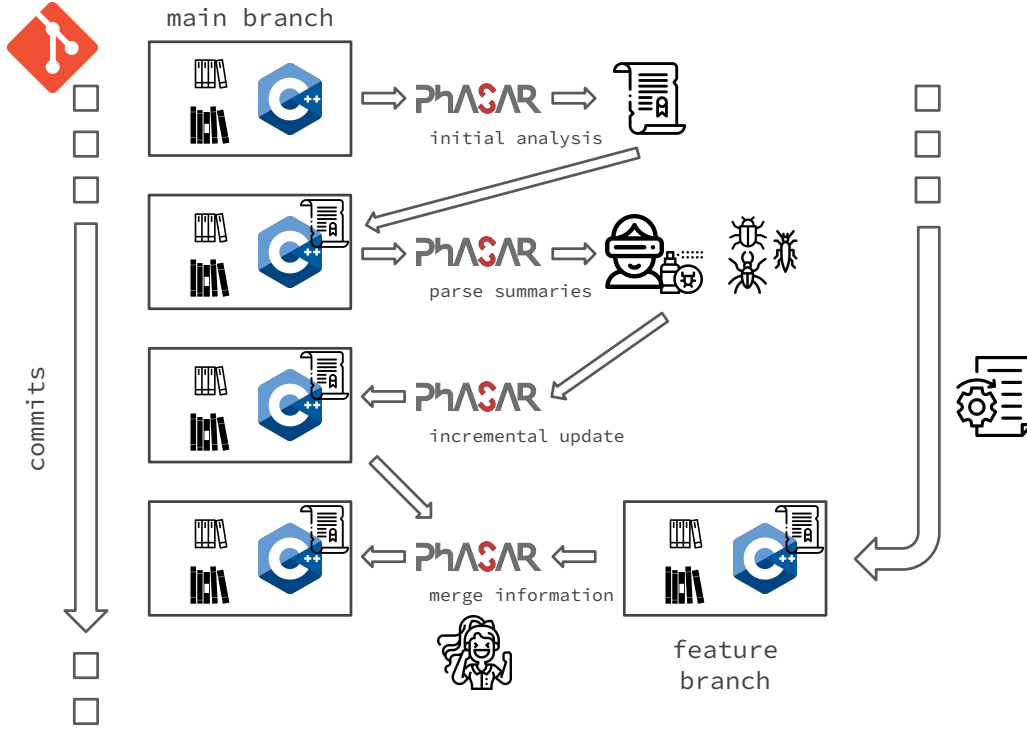 main branch
C++
PhASAR
initial analysis
C++
PhASAR
parse summaries
commits
C++
PhASAR
incremental update
C++
PhASAR
C++
merge information
feature
branch